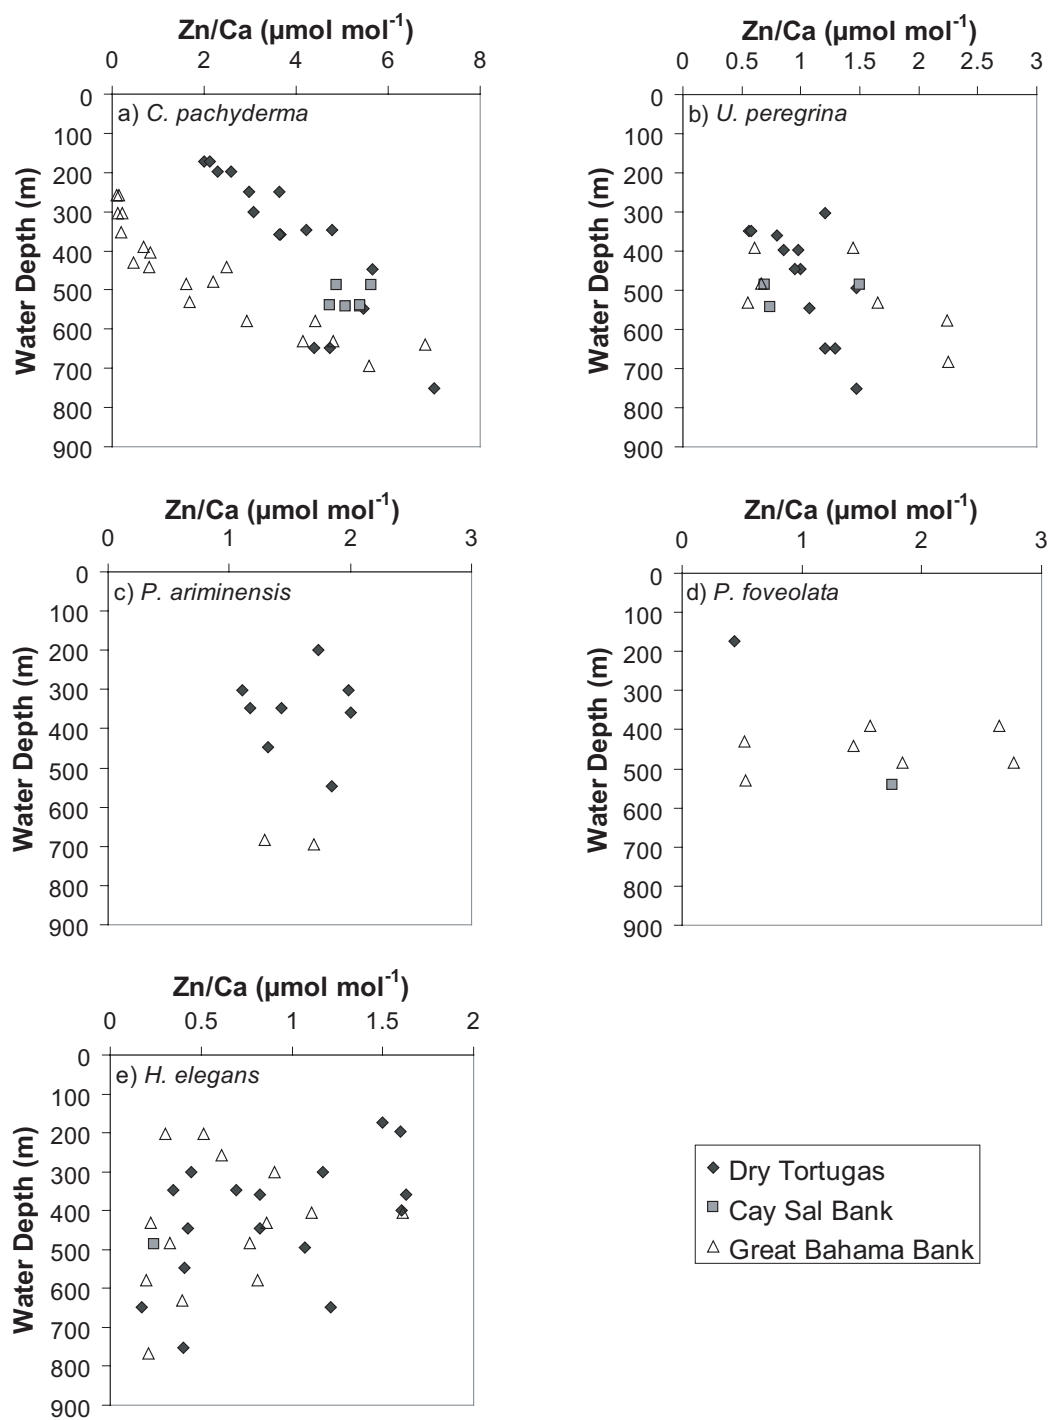 Zn/Ca (µmol mol-1)
0 2 4 6 8
a) C. pachyderma
Water Depth (m)
0
100
200
300
400
500
600
700
800
900
Zn/Ca (µmol mol-1)
0 0.5 1 1.5 2 2.5 3
b) U. peregrina
Water Depth (m)
0
100
200
300
400
500
600
700
800
900
Zn/Ca (µmol mol-1)
0 1 2 3
c) P. ariminensis
Water Depth (m)
0
100
200
300
400
500
600
700
800
900
Zn/Ca (µmol mol-1)
0 1 2 3
d) P. foveolata
Water Depth (m)
0
100
200
300
400
500
600
700
800
900
Zn/Ca (µmol mol-1)
0 0.5 1 1.5 2
e) H. elegans
Water Depth (m)
0
100
200
300
400
500
600
700
800
900
Dry Tortugas
Cay Sal Bank
Great Bahama Bank